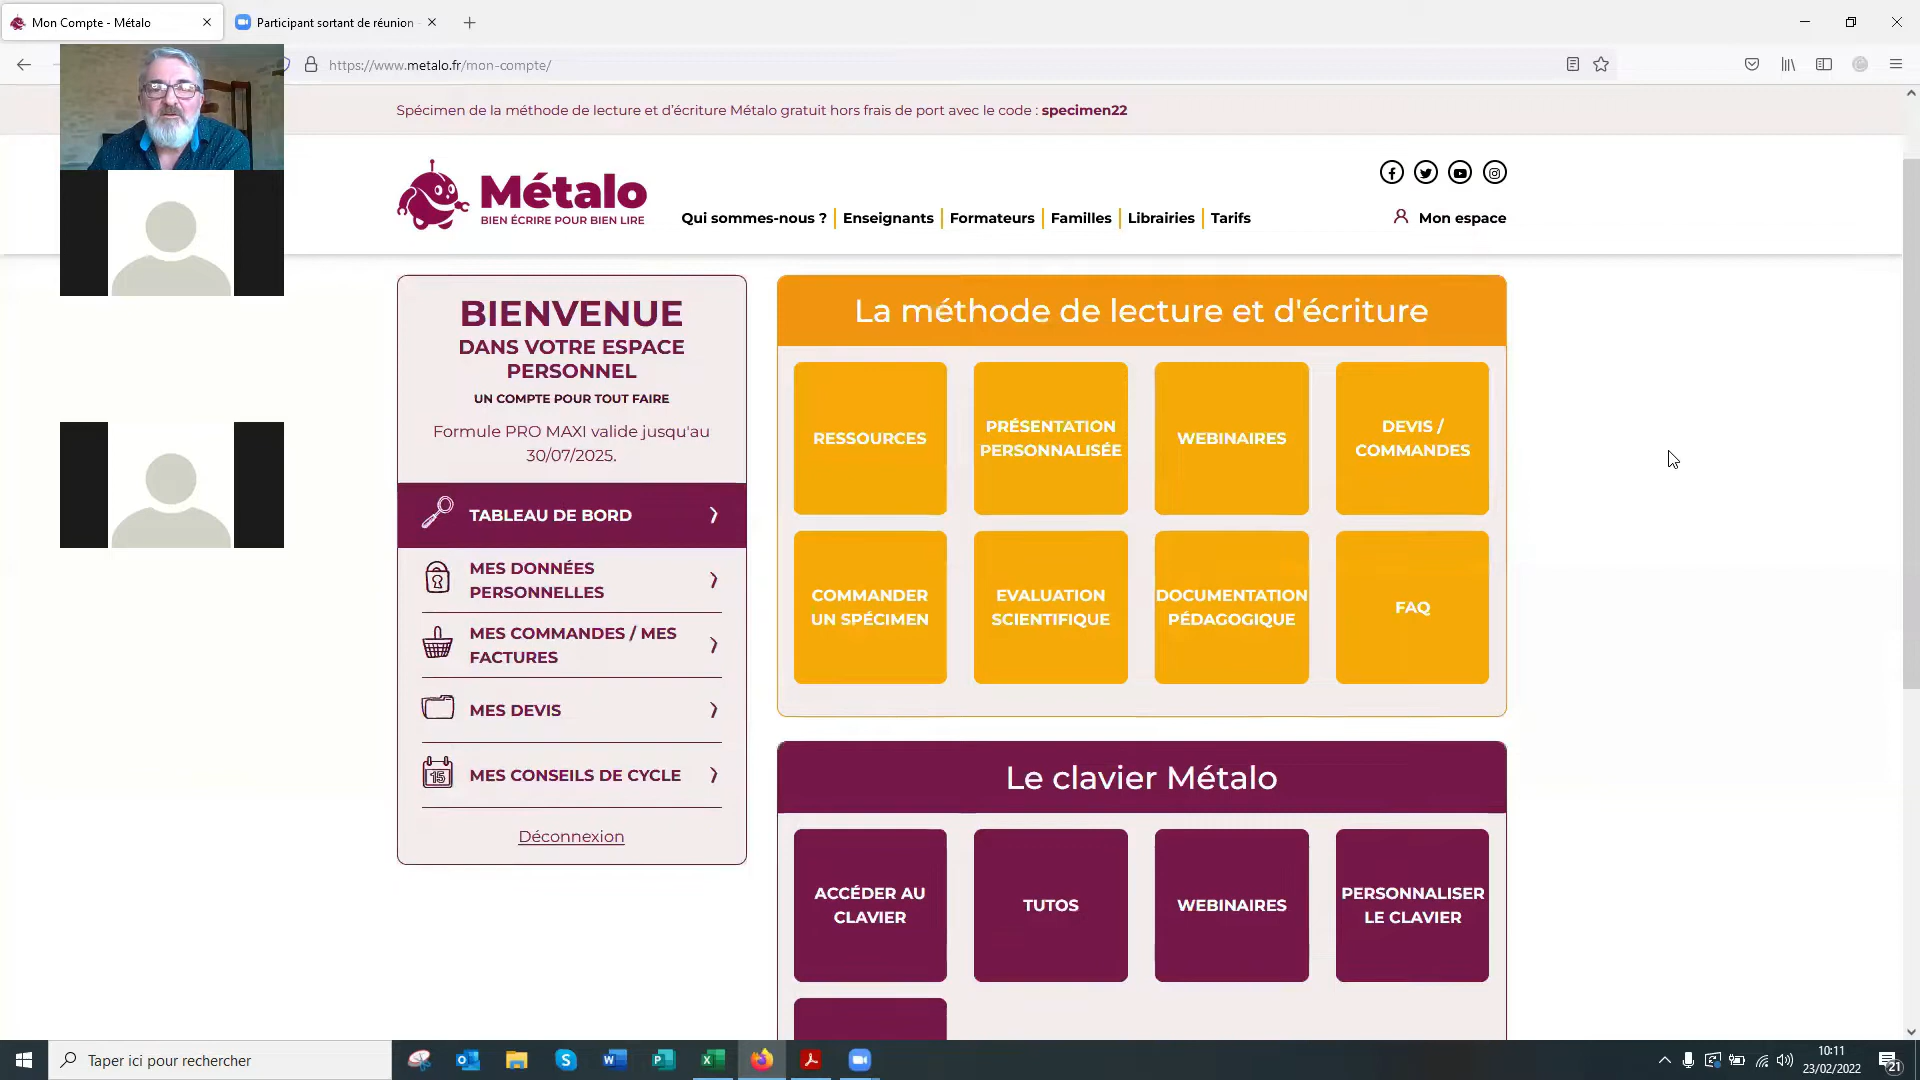 Mon Compte - Métalo
Participant sortant de réunion -
https://www.metalo.fr/mon-compte/
Spécimen de la méthode de lecture et d'écriture Métalo gratuit hors frais de port avec le code : specimen22
Métalo
BIEN ÉCRIRE POUR BIEN LIRE
Qui sommes-nous ?
Enseignants
Formateurs
Familles
Librairies
Tarifs
Mon espace
BIENVENUE
DANS VOTRE ESPACE
PERSONNEL
UN COMPTE POUR TOUT FAIRE
Formule PRO MAXI valide jusqu'au
30/07/2025.
TABLEAU DE BORD
MES DONNÉES
PERSONNELLES
MES COMMANDES / MES
FACTURES
MES DEVIS
15
MES CONSEILS DE CYCLE
Déconnexion
La méthode de lecture et d'écriture
RESSOURCES
PRÉSENTATION
PERSONNALISÉE
WEBINAIRES
DEVIS /
COMMANDES
COMMANDER
UN SPÉCIMEN
EVALUATION
SCIENTIFIQUE
DOCUMENTATION
PÉDAGOGIQUE
FAQ
Le clavier Métalo
ACCÉDER AU
CLAVIER
TUTOS
WEBINAIRES
PERSONNALISER
LE CLAVIER
Taper ici pour rechercher
10:11
23/02/2022
21